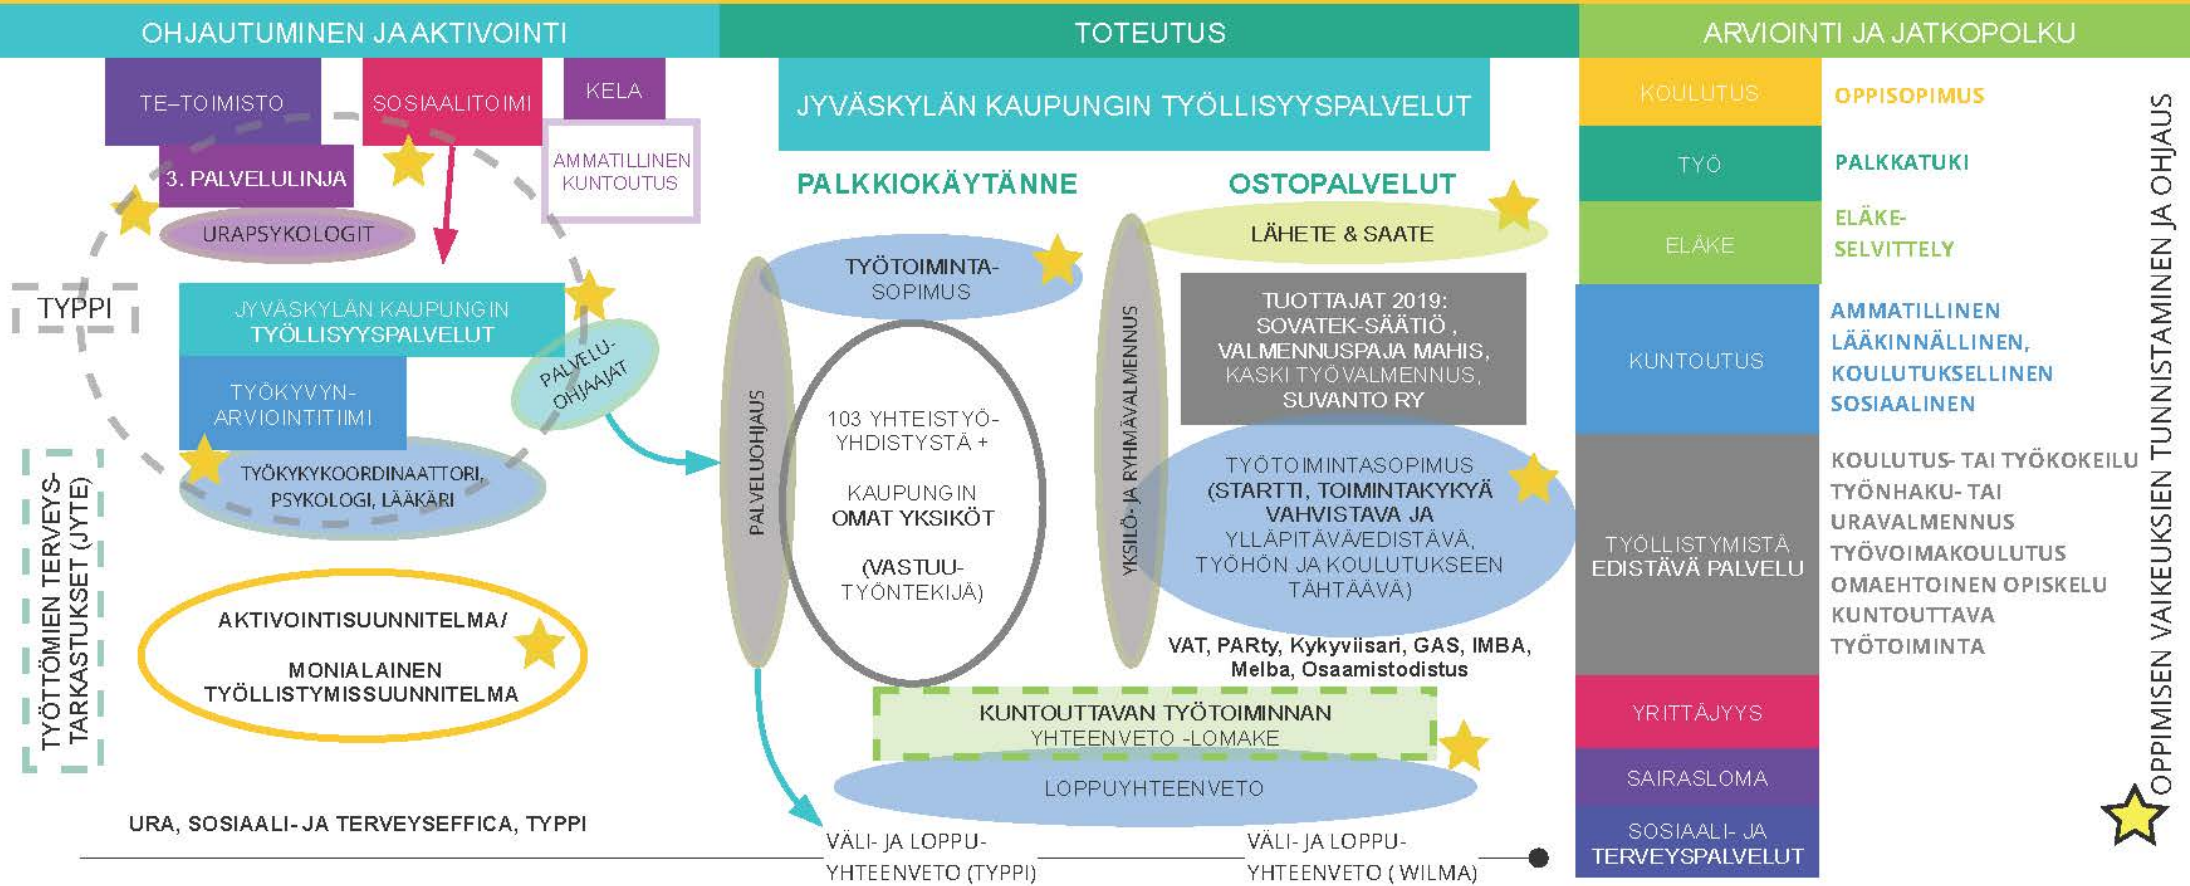 OHJAUTUMINEN JA AKTIVOINTI
TE–TOIMISTO
SOSIAALITOIMI
KELA
AMMATILLINEN
KUNTOUTUS
3. PALVELULINJA
URAPSYKOLOGIT
TYPPI
JYVÄSKYLÄN KAUPUNGIN
TYÖLLISYYSPALVELUT
PALVELU-
OHJAAJAT
TYÖKYVYN-
ARVIOINTITIIMI
TYÖKYKYKOORDINAATTORI,
PSYKOLOGI, LÄÄKÄRI
TYÖTTÖMIEN TERVEYS-
TARKASTUKSET (JYTE)
AKTIVOINTISUUNNITELMA/
MONIALAINEN
TYÖLLISTYMISSUUNNITELMA
URA, SOSIAALI- JA TERVEYSEFFICA, TYPPI
TOTEUTUS
JYVÄSKYLÄN KAUPUNGIN TYÖLLISYYSPALVELUT
PALKKIOKÄYTÄNNE
TYÖTOIMINTA-
SOPIMUS
PALVELUOHJAUS
103 YHTEISTYÖ-
YHDISTYSTÄ +
KAUPUNGIN
OMAT YKSIKÖT
(VASTUU-
TYÖNTEKIJÄ)
OSTOPALVELUT
LÄHETE & SAATE
YKSILÖ- JA RYHMÄVALMENNUS
TUOTTAJAT 2019:
SOVATEK-SÄÄTIÖ ,
VALMENNUSPAJA MAHIS,
KASKI TYÖVALMENNUS,
SUVANTO RY
TYÖTOIMINTASOPIMUS
(STARTTI, TOIMINTAKYKYÄ
VAHVISTAVA JA
YLLÄPITÄVÄ/EDISTÄVÄ,
TYÖHÖN JA KOULUTUKSEEN
TÄHTÄÄVÄ)
VAT, PARty, Kykyviisari, GAS, IMBA,
Melba, Osaamistodistus
KUNTOUTTAVAN TYÖTOIMINNAN
YHTEENVETO -LOMAKE
LOPPUYHTEENVETO
VÄLI- JA LOPPU-
YHTEENVETO (TYPPI)
VÄLI- JA LOPPU-
YHTEENVETO ( WILMA)
ARVIOINTI JA JATKOPOLKU
KOULUTUS
OPPISOPIMUS
TYÖ
PALKKATUKI
ELÄKE
ELÄKE-
SELVITTELY
KUNTOUTUS
AMMATILLINEN
LÄÄKINNÄLLINEN,
KOULUTUKSELLINEN
SOSIAALINEN
TYÖLLISTYMISTÄ
EDISTÄVÄ PALVELU
KOULUTUS- TAI TYÖKOKEILU
TYÖNHAKU- TAI
URAVALMENNUS
TYÖVOIMAKOULUTUS
OMAEHTOINEN OPISKELU
KUNTOUTTAVA
TYÖTOIMINTA
YRITTÄJYYS
SAIRASLOMA
SOSIAALI- JA
TERVEYSPALVELUT
OPPIMISEN VAIKEUKSIEN TUNNISTAMINEN JA OHJAUS